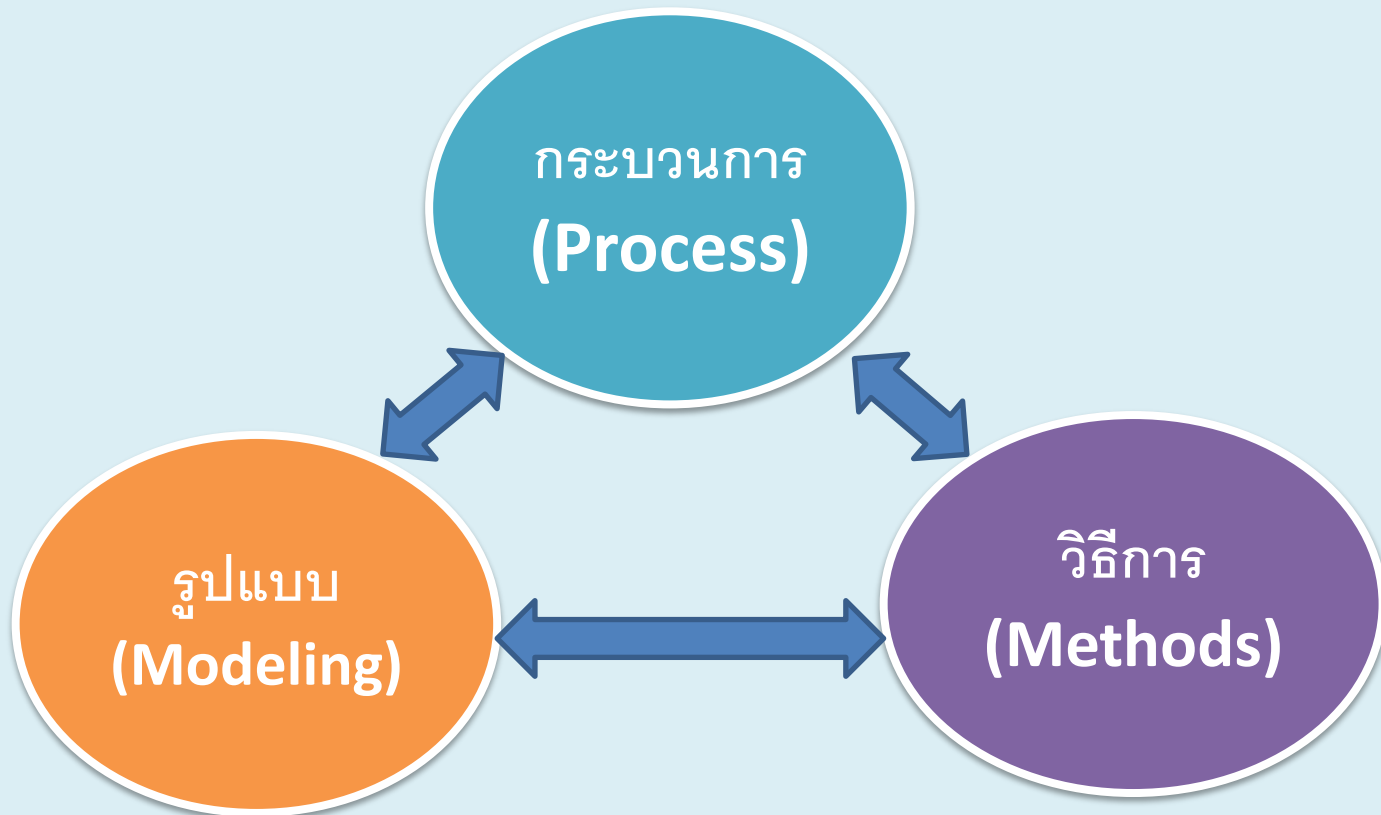 กระบวนการ
(Process)
รูปแบบ
(Modeling)
วิธีการ
(Methods)